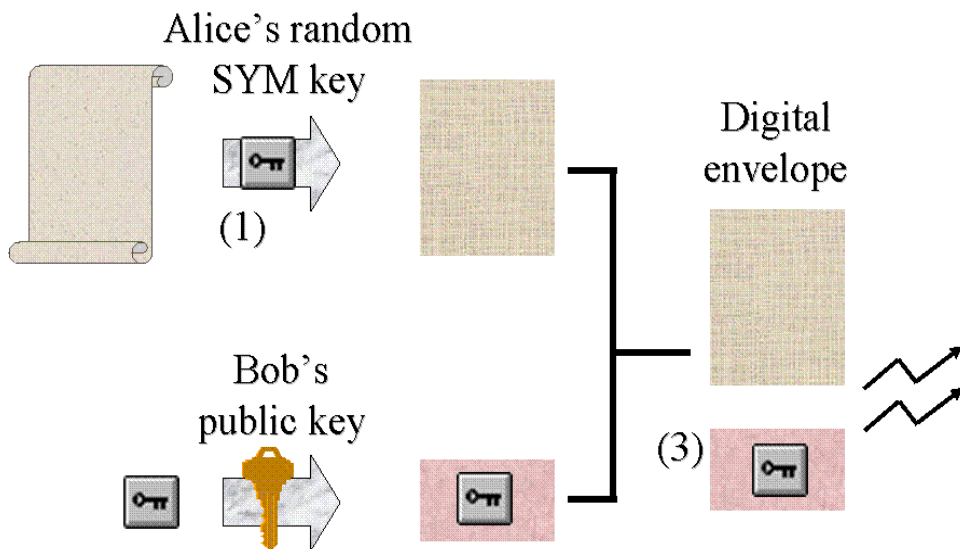 Alice's random
SYM key
(1)
Digital
envelope
Bob's
public key
(3)